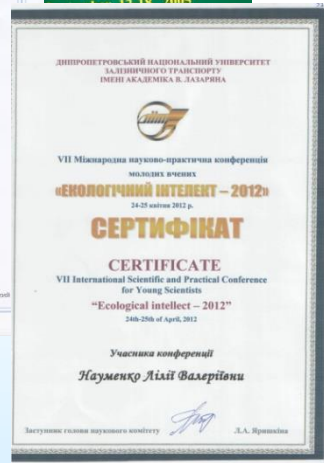 ДНІПРОПЕТРОВСЬКИЙ НАЦІОНАЛЬНИЙ УНІВЕРСИТЕТ
ЗАЛІЗНИЧНОГО ТРАНСПОРТУ
ІМЕНІ АКАДЕМІКА В. ЛАЗАРЯНА
VII Міжнародна науково-практична конференція
молодих вчених
«ЕКОЛОГІЧНИЙ ІНТЕЛЕКТ – 2012»
24-25 квітня 2012 р.
СЕРТИФІКАТ
CERTIFICATE
VII International Scientific and Practical Conference
for Young Scientists
“Ecological intellect – 2012”
24th-25th of April, 2012
Учасника конференції
Науменко Лілії Валеріївни
Заступник голови наукового комітету
Л.А. Яришкіна